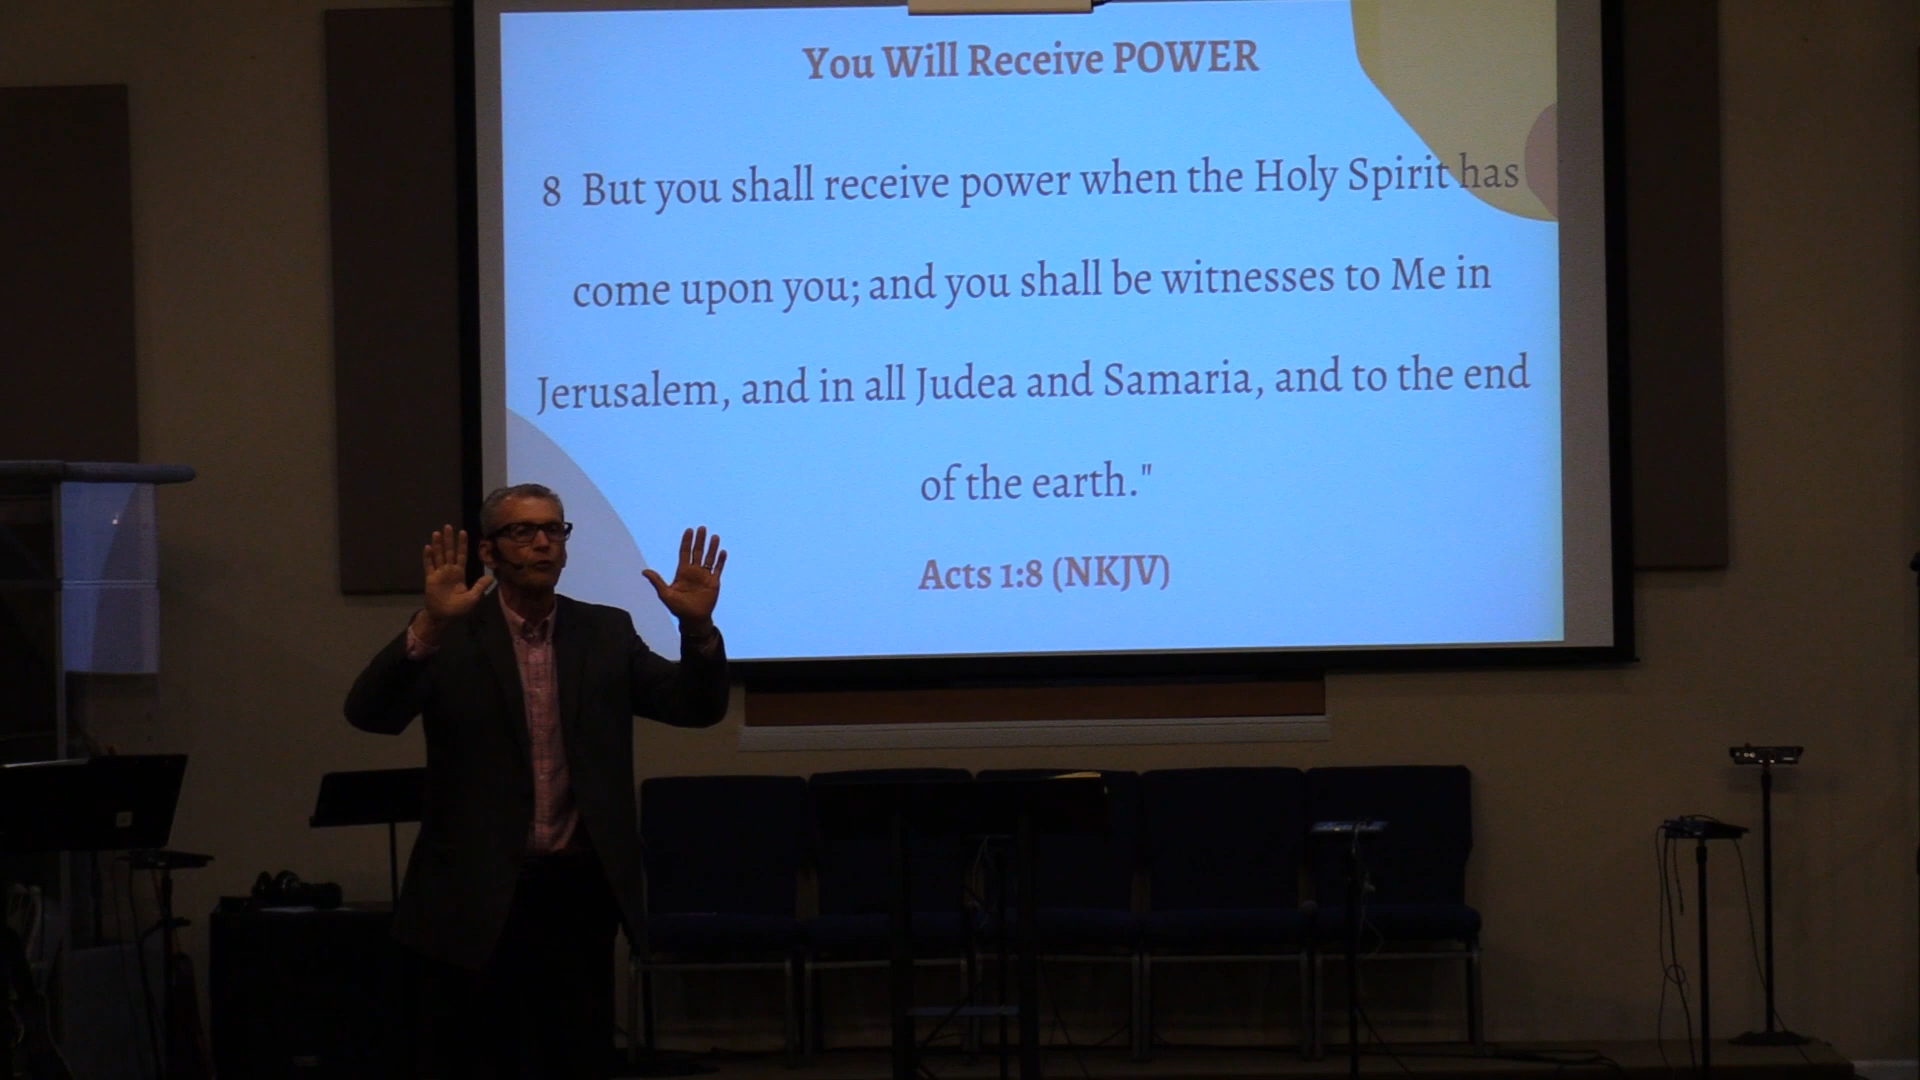 You Will Receive POWER
8 But you shall receive power when the Holy Spirit has
come upon you; and you shall be witnesses to Me in
Jerusalem, and in all Judea and Samaria, and to the end
of the earth."
Acts 1:8 (NKJV)